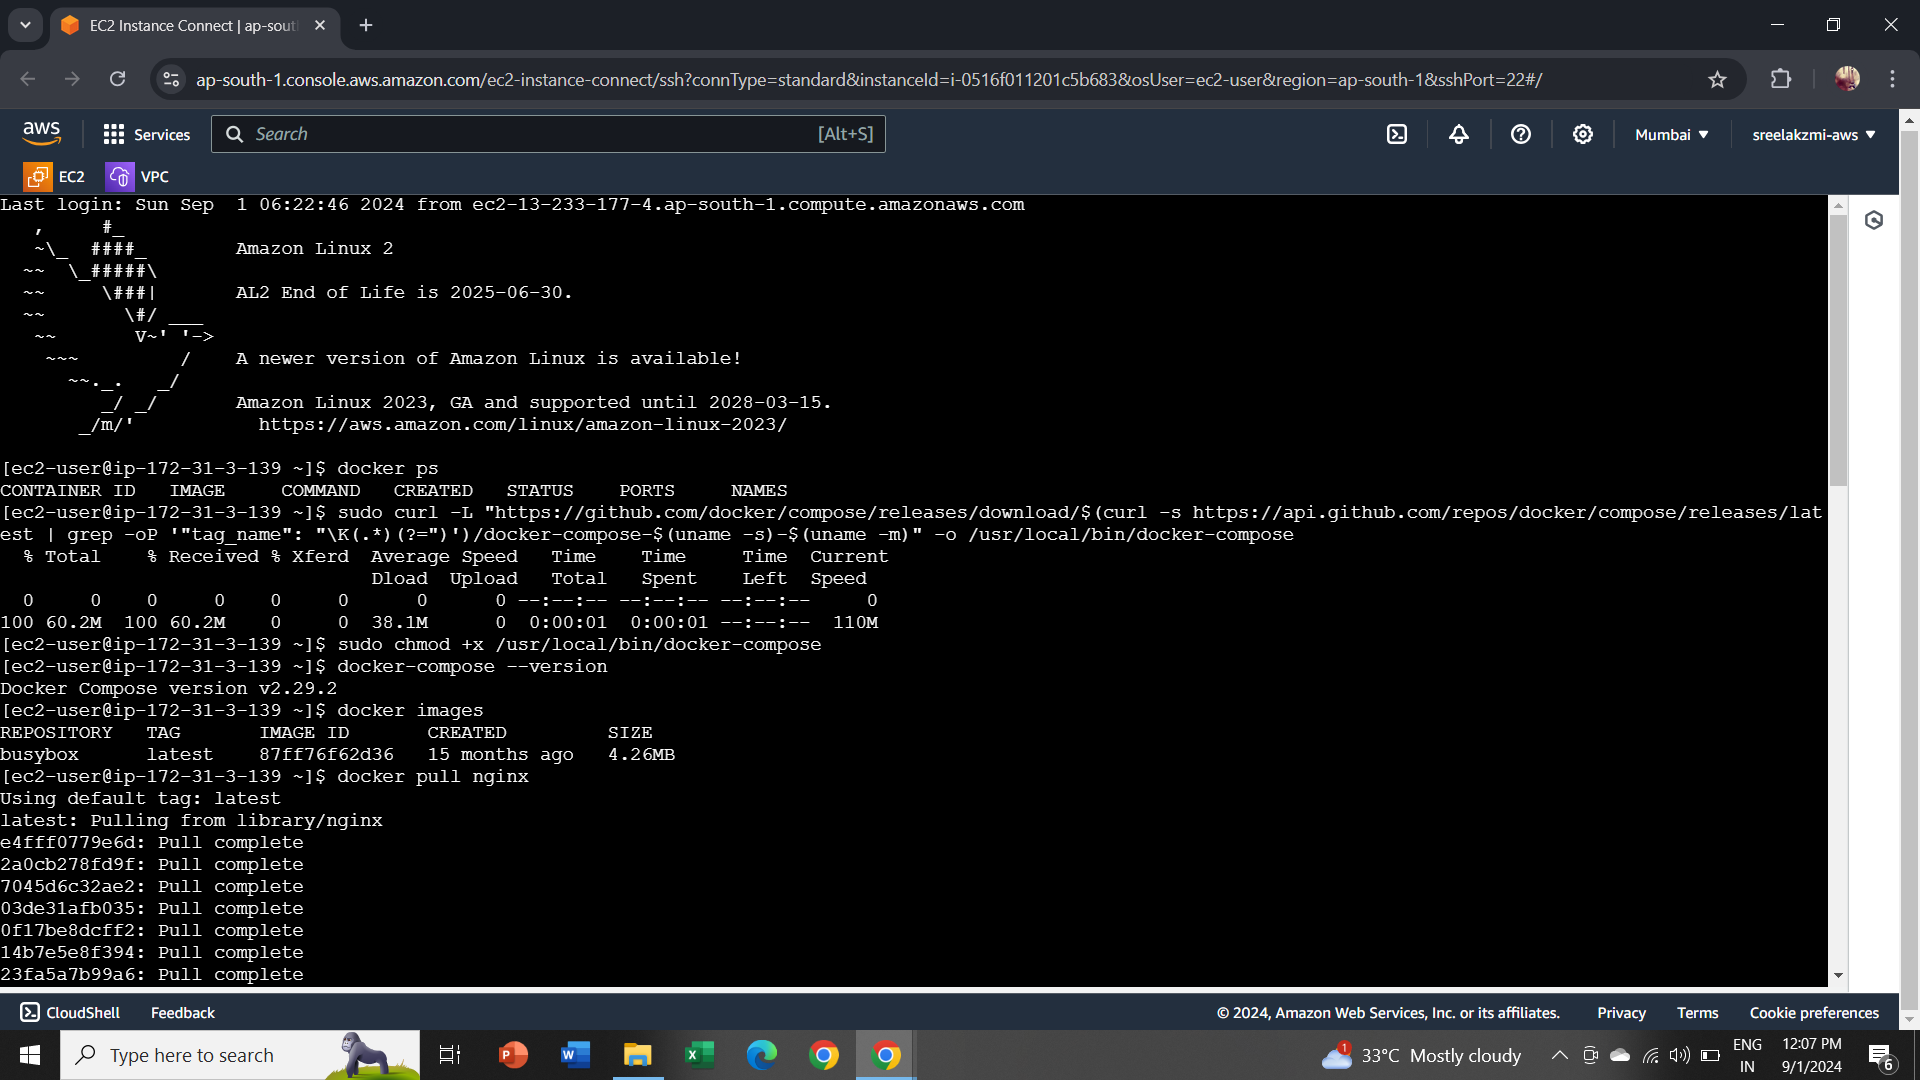 EC2 Instance Connect | ap-sout
ap-south-1.console.aws.amazon.com/ec2-instance-connect/ssh?connType=standard&instanceId=i-0516f011201c5b683&osUser=ec2-user&region=ap-south-1&sshPort=22#/
aws Services Search [Alt+S] Mumbai sreelakzmi-aws
EC2 VPC
Last login: Sun Sep  1 06:22:46 2024 from ec2-13-233-177-4.ap-south-1.compute.amazonaws.com
   ,     #_
   ~\_  ####_        Amazon Linux 2
  ~~  \_#####\
  ~~     \###|       AL2 End of Life is 2025-06-30.
  ~~       \#/ ___
   ~~       V~' '->
    ~~~         /    A newer version of Amazon Linux is available!
      ~~._.   _/
         _/ _/       Amazon Linux 2023, GA and supported until 2028-03-15.
       _/m/'           https://aws.amazon.com/linux/amazon-linux-2023/
[ec2-user@ip-172-31-3-139 ~]$ docker ps
CONTAINER ID   IMAGE     COMMAND   CREATED   STATUS    PORTS     NAMES
[ec2-user@ip-172-31-3-139 ~]$ sudo curl -L "https://github.com/docker/compose/releases/download/$(curl -s https://api.github.com/repos/docker/compose/releases/lat
est | grep -oP '"tag_name": "\K(.*)(?=")')/docker-compose-$(uname -s)-$(uname -m)" -o /usr/local/bin/docker-compose
  % Total    % Received % Xferd  Average Speed   Time    Time     Time  Current
                                 Dload  Upload   Total   Spent    Left  Speed
  0     0    0     0    0     0      0      0 --:--:-- --:--:-- --:--:--     0
100 60.2M  100 60.2M    0     0  38.1M      0  0:00:01  0:00:01 --:--:--  110M
[ec2-user@ip-172-31-3-139 ~]$ sudo chmod +x /usr/local/bin/docker-compose
[ec2-user@ip-172-31-3-139 ~]$ docker-compose --version
Docker Compose version v2.29.2
[ec2-user@ip-172-31-3-139 ~]$ docker images
REPOSITORY   TAG       IMAGE ID       CREATED         SIZE
busybox      latest    87ff76f62d36   15 months ago   4.26MB
[ec2-user@ip-172-31-3-139 ~]$ docker pull nginx
Using default tag: latest
latest: Pulling from library/nginx
e4fff0779e6d: Pull complete
2a0cb278fd9f: Pull complete
7045d6c32ae2: Pull complete
03de31afb035: Pull complete
0f17be8dcff2: Pull complete
14b7e5e8f394: Pull complete
23fa5a7b99a6: Pull complete
CloudShell Feedback © 2024, Amazon Web Services, Inc. or its affiliates. Privacy Terms Cookie preferences
Type here to search 1 33°C Mostly cloudy ENG IN 12:07 PM 9/1/2024 6